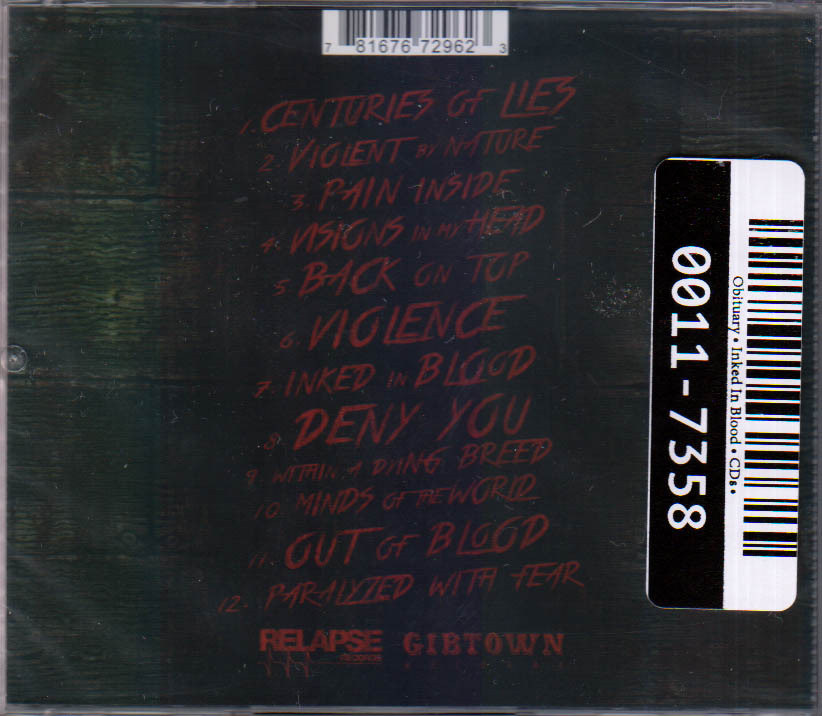 7 81676 72962 3
1. CENTURIES OF LIES
2. VIOLENT BY NATURE
3. PAIN INSIDE
4. VISIONS IN MY HEAD
5. BACK ON TOP
6. VIOLENCE
7. INKED IN BLOOD
8. DENY YOU
9. WITHIN A DYING BREED
10. MINDS OF THE WORLD
11. OUT OF BLOOD
12. PARALYZED WITH FEAR
RELAPSE
RECORDS
GIBTOWN
Obituary • Inked In Blood • CDs •
0011-7358